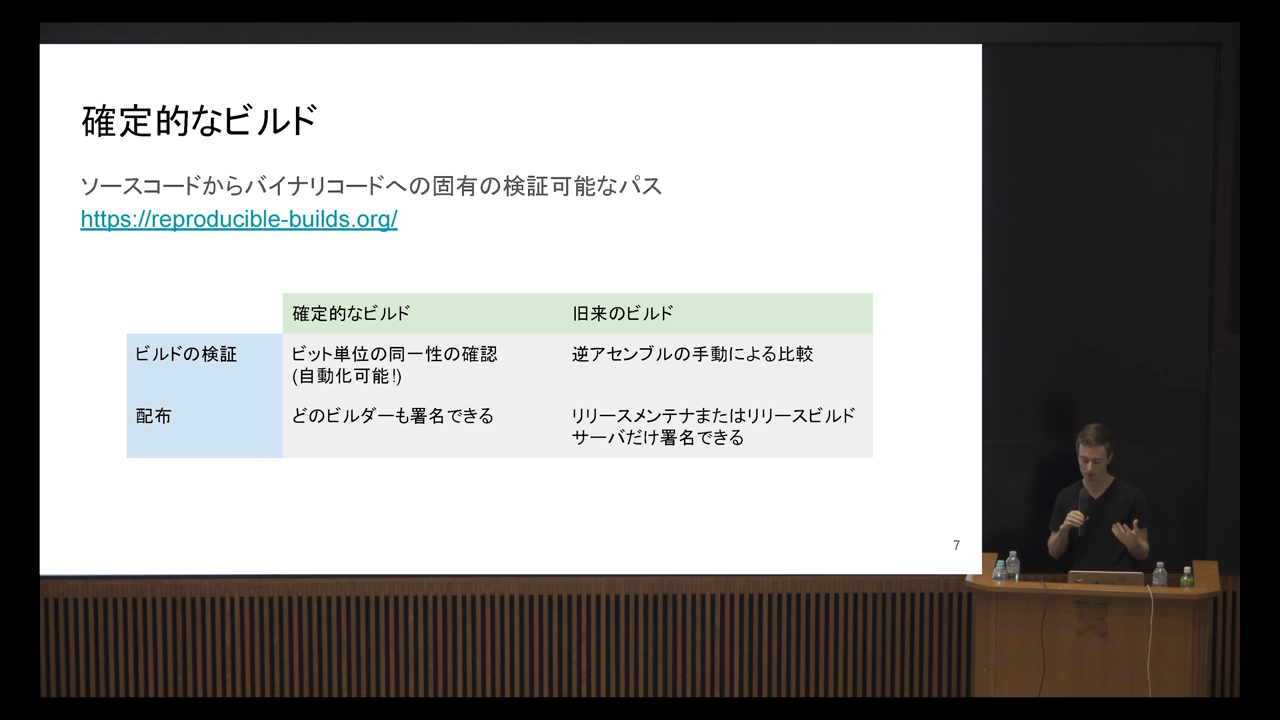 確定的なビルド
ソースコードからバイナリコードへの固有の検証可能なパス
https://reproducible-builds.org/
確定的なビルド 旧来のビルド
ビルドの検証 ビット単位の同一性の確認 逆アセンブルの手動による比較
(自動化可能!)
配布 どのビルダーも署名できる リリースメンテナまたはリリースビルド
サーバだけ署名できる
7